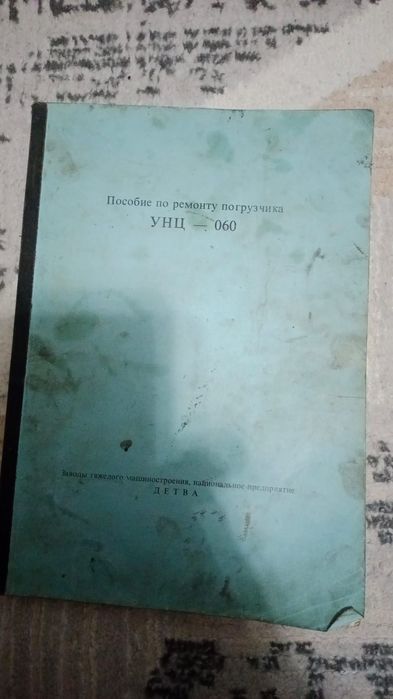 Пособие по ремонту погрузчика
УНЦ — 060
Заводы тяжелого машиностроения, национальное предприятие
ДЕТВА